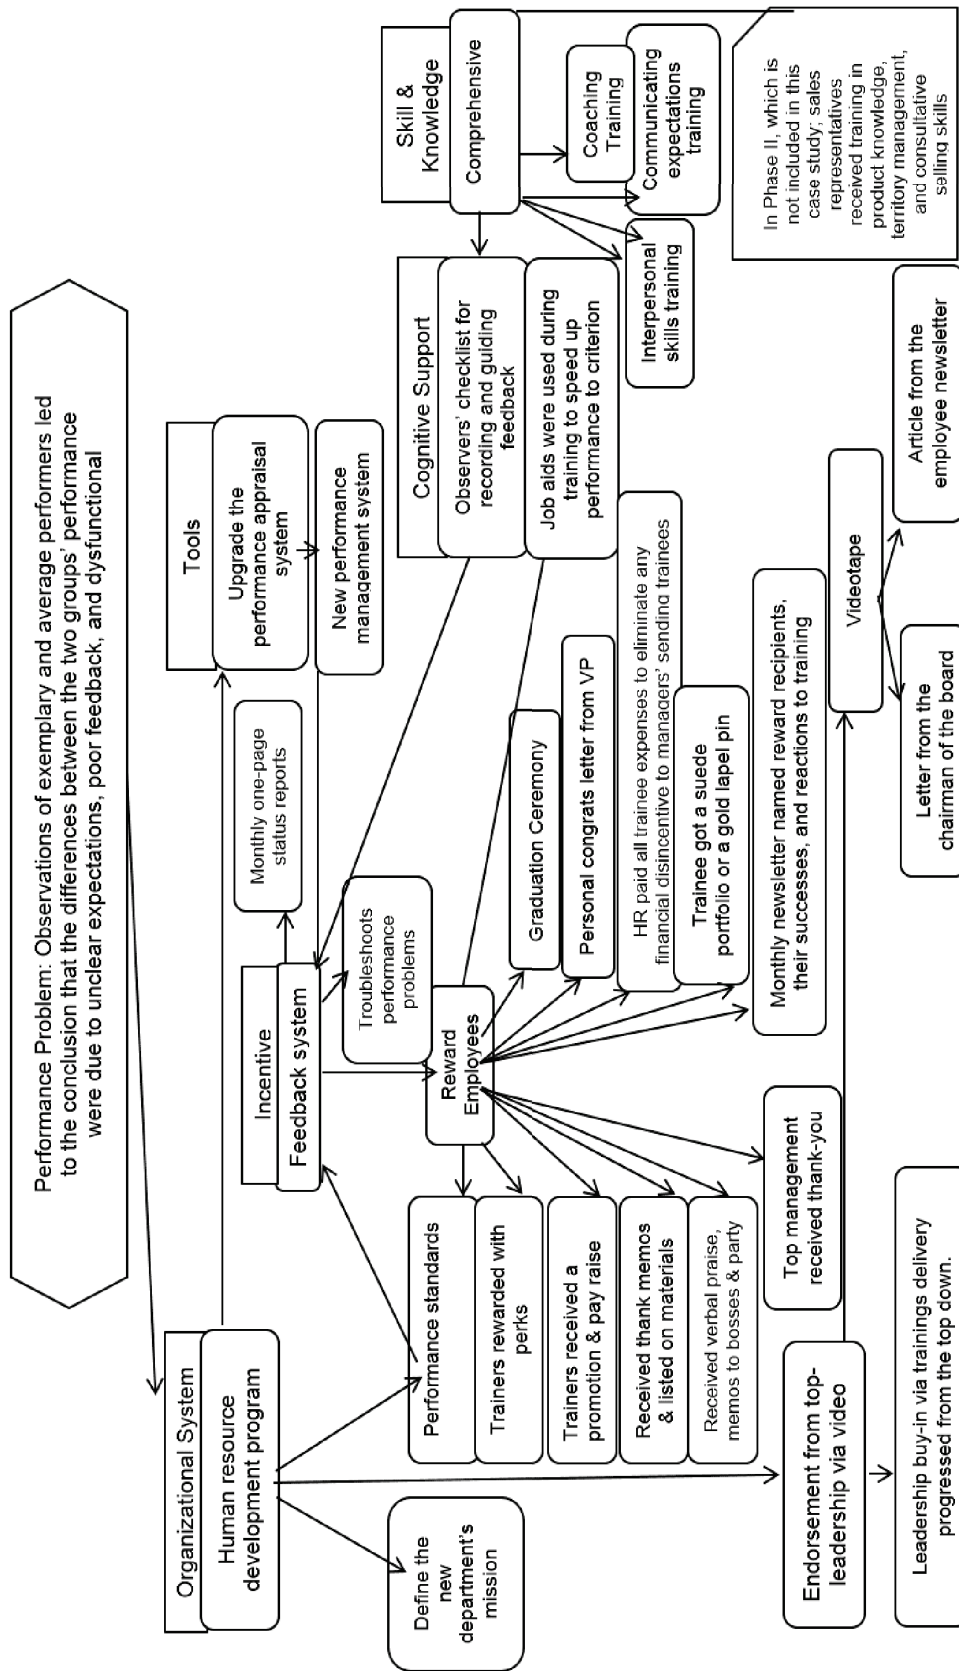 Performance Problem: Observations of exemplary and average performers led
to the conclusion that the differences between the two groups' performance
were due to unclear expectations, poor feedback, and dysfunctional
Organizational System
Human resource
development program
Incentive
Feedback system
Monthly one-page
status reports
Tools
Upgrade the
performance appraisal
system
New performance
management system
Troubleshoots
performance
problems
Reward
Employees
Define the
new
department's
mission
Performance standards
Trainers rewarded with
perks
Trainers received a
promotion & pay raise
Received thank memos
& listed on materials
Received verbal praise,
memos to bosses & party
Top management
received thank-you
Graduation Ceremony
Personal congrats letter from VP
HR paid all trainee expenses to eliminate any
financial disincentive to managers' sending trainees
Trainee got a suede
portfolio or a gold lapel pin
Monthly newsletter named reward recipients,
their successes, and reactions to training
Cognitive Support
Observers' checklist for
recording and guiding
feedback
Job aids were used during
training to speed up
performance to criterion
Skill &
Knowledge
Comprehensive
Coaching
Training
Communicating
expectations
training
Interpersonal
skills training
In Phase II, which is
not included in this
case study; sales
representatives
received training in
product knowledge,
territory management,
and consultative
selling skills
Endorsement from top-
leadership via video
Leadership buy-in via trainings delivery
progressed from the top down.
Videotape
Letter from the
chairman of the board
Article from the
employee newsletter